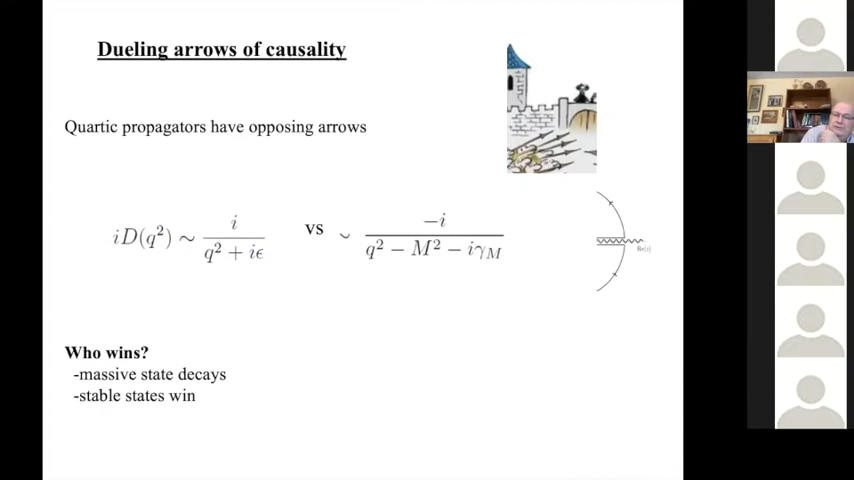 Dueling arrows of causality
Quartic propagators have opposing arrows
iD(q²) ∼ i / (q² + iϵ) vs ∼ −i / (q² − M² − iγ_M)
Re(s)
Who wins?
-massive state decays
-stable states win